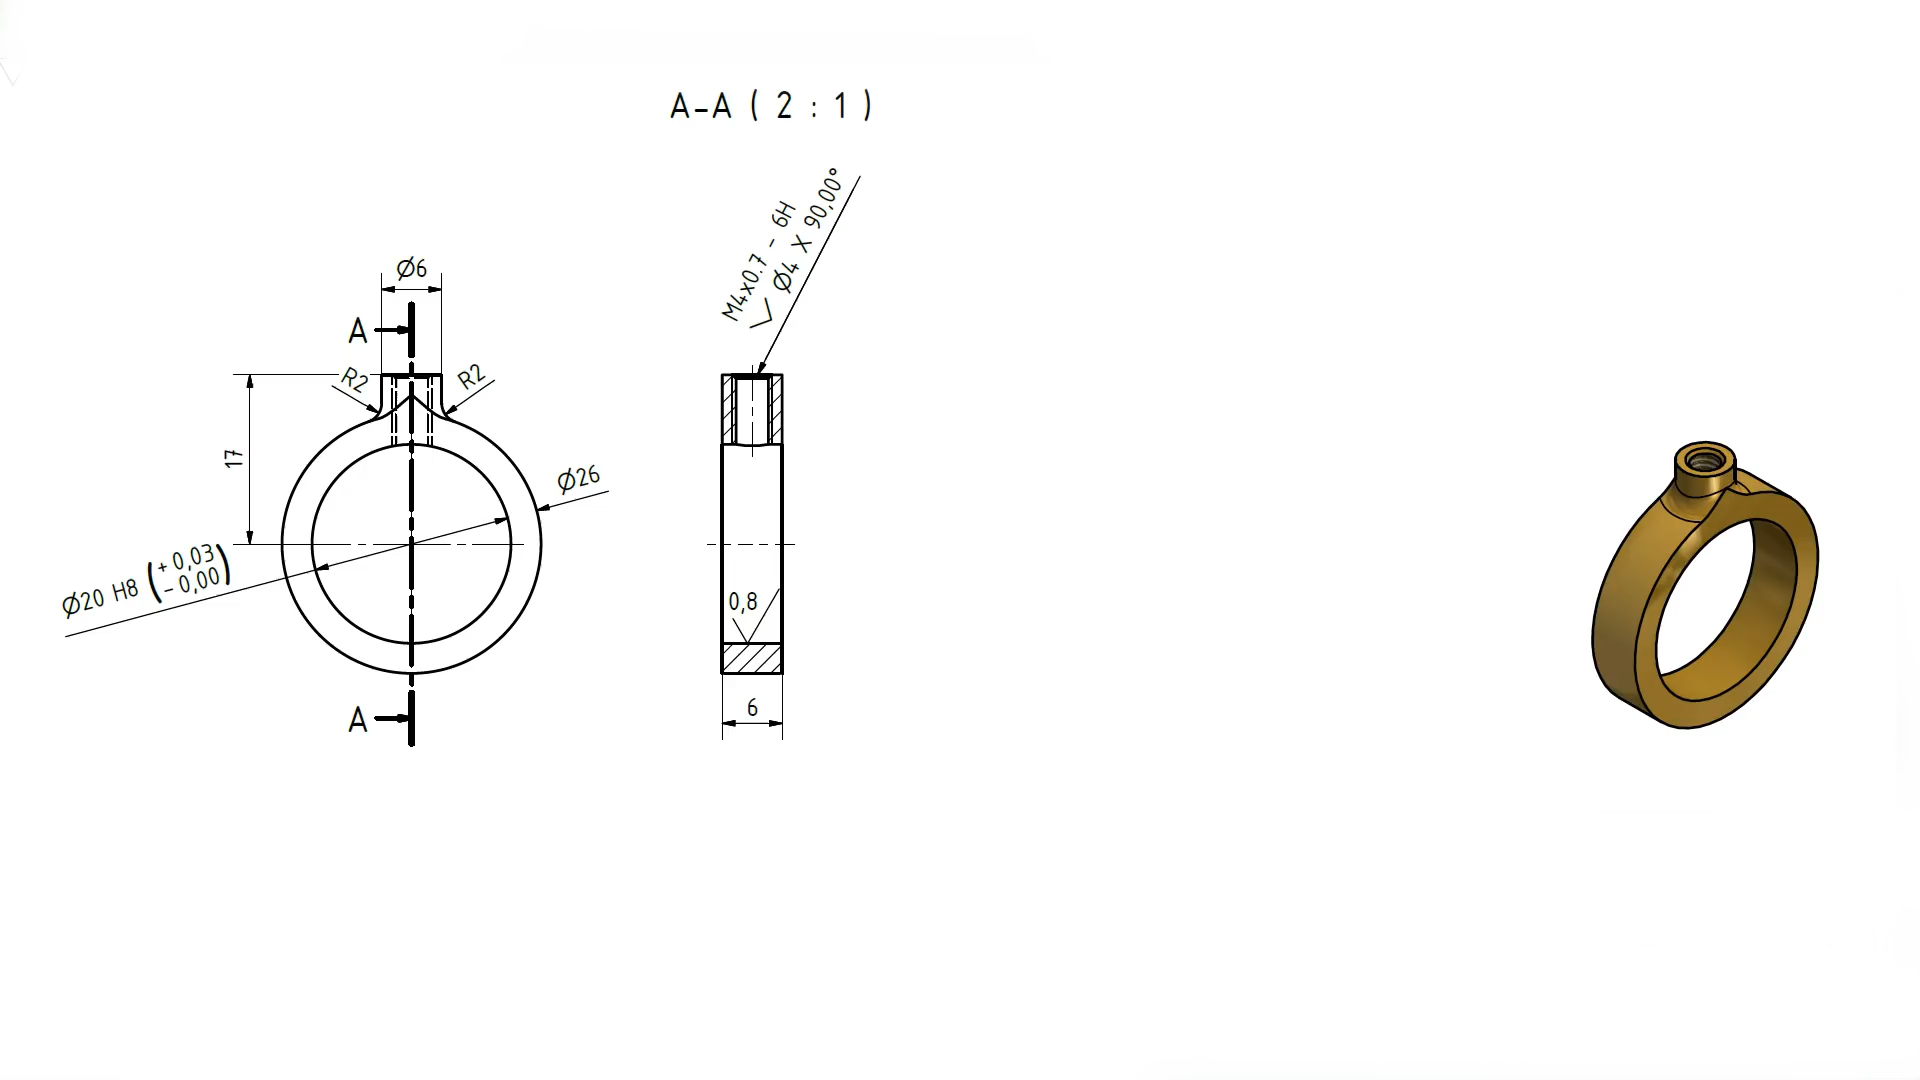 A-A ( 2 : 1 )
M4x0.7 - 6H
Ø4 X 90,00°
Ø6
A
R2
R2
17
Ø26
Ø20 H8 (+ 0,03
- 0,00)
0,8
A
6